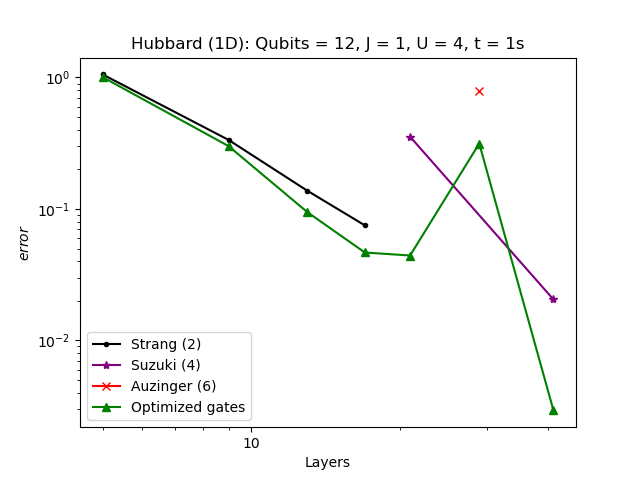 Hubbard (1D): Qubits = 12, J = 1, U = 4, t = 1s
10⁰
10⁻¹
10⁻²
error
Strang (2)
Suzuki (4)
Auzinger (6)
Optimized gates
10
Layers